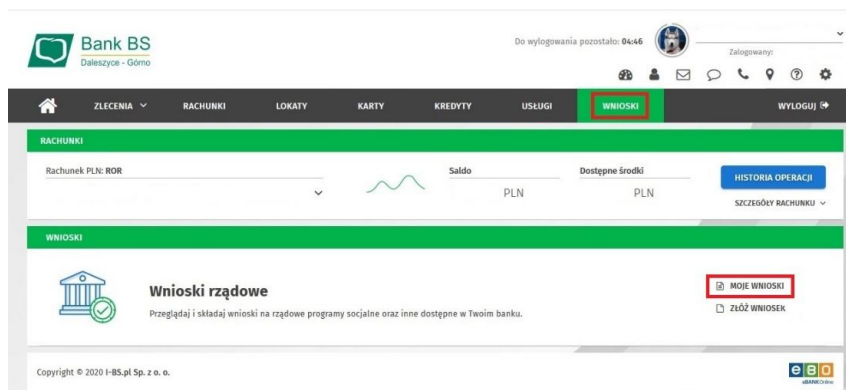 Bank BS
Daleszyce - Górno
Do wylogowania pozostało: 04:46
Zalogowany:
ZLECENIA
RACHUNKI
LOKATY
KARTY
KREDYTY
USŁUGI
WNIOSKI
WYLOGUJ
RACHUNKI
Rachunek PLN: ROR
Saldo
Dostępne środki
PLN
PLN
HISTORIA OPERACJI
SZCZEGÓŁY RACHUNKU
WNIOSKI
Wnioski rządowe
Przeglądaj i składaj wnioski na rządowe programy socjalne oraz inne dostępne w Twoim banku.
MOJE WNIOSKI
ZŁÓŻ WNIOSEK
Copyright © 2020 I-BS.pl Sp. z o. o.
eBO
eBANK Online